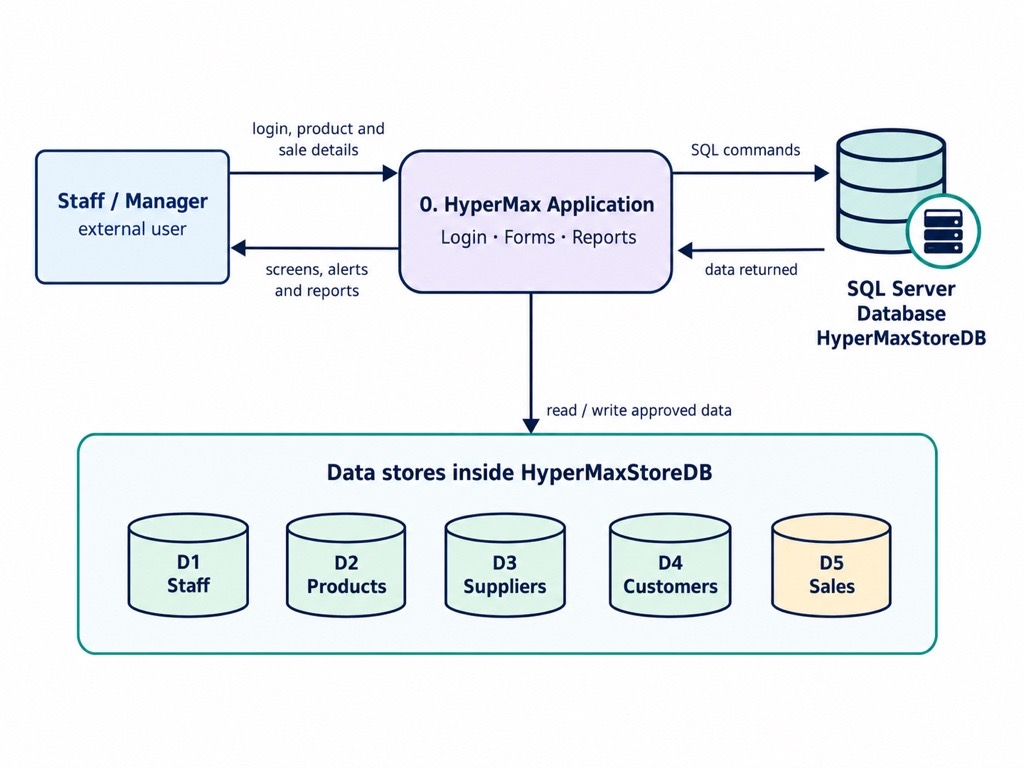 login, product and
sale details
SQL commands
Staff / Manager
external user
0. HyperMax Application
Login · Forms · Reports
screens, alerts
and reports
data returned
SQL Server
Database
HyperMaxStoreDB
read / write approved data
Data stores inside HyperMaxStoreDB
D1
Staff
D2
Products
D3
Suppliers
D4
Customers
D5
Sales